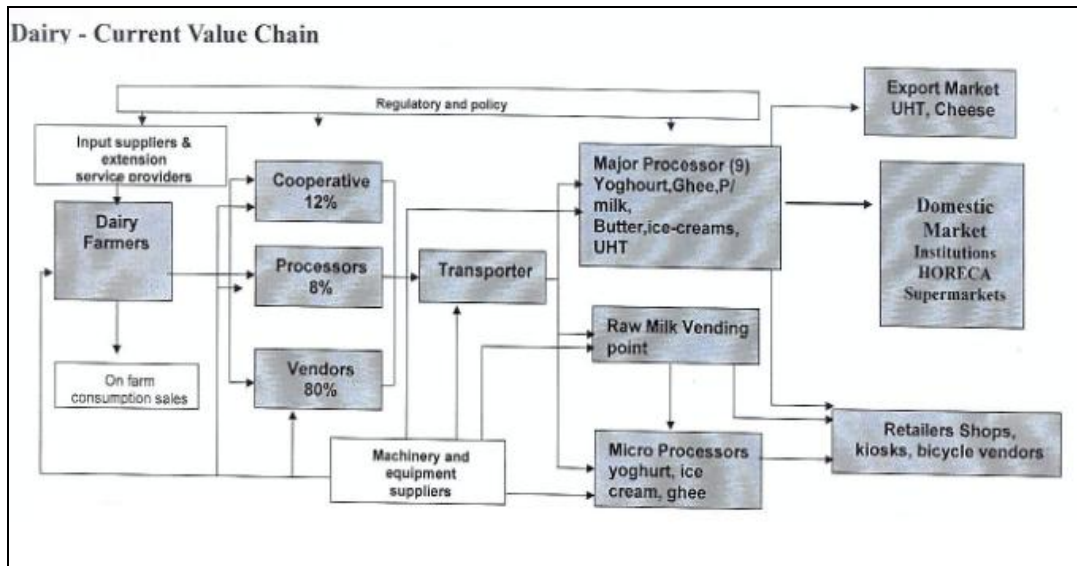 Dairy - Current Value Chain
Regulatory and policy
Export Market
UHT, Cheese
Input suppliers &
extension
service providers
Cooperative
12%
Major Processor (9)
Yoghourt,Ghee,P/
milk,
Butter,ice-creams,
UHT
Domestic
Market
Institutions
HORECA
Supermarkets
Dairy
Farmers
Processors
8%
Transporter
Raw Milk Vending
point
Vendors
80%
On farm
consumption sales
Retailers Shops,
kiosks, bicycle vendors
Machinery and
equipment
suppliers
Micro Processors
yoghurt, ice
cream, ghee